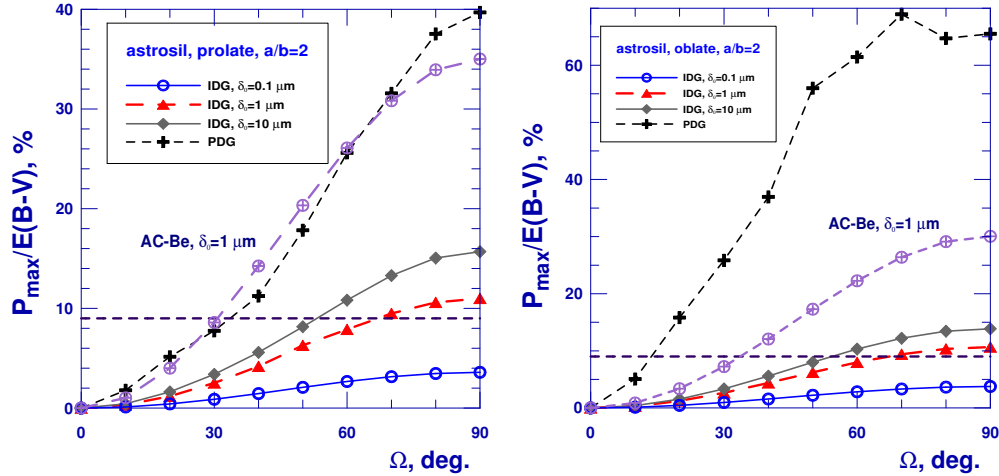 40
30
20
10
0
0
30
60
90
P_max/E(B-V), %
Ω, deg.
astrosil, prolate, a/b=2
IDG, δ₀=0.1 μm
IDG, δ₀=1 μm
IDG, δ₀=10 μm
PDG
AC-Be, δ₀=1 μm
60
40
20
0
0
30
60
90
P_max/E(B-V), %
Ω, deg.
astrosil, oblate, a/b=2
IDG, δ₀=0.1 μm
IDG, δ₀=1 μm
IDG, δ₀=10 μm
PDG
AC-Be, δ₀=1 μm